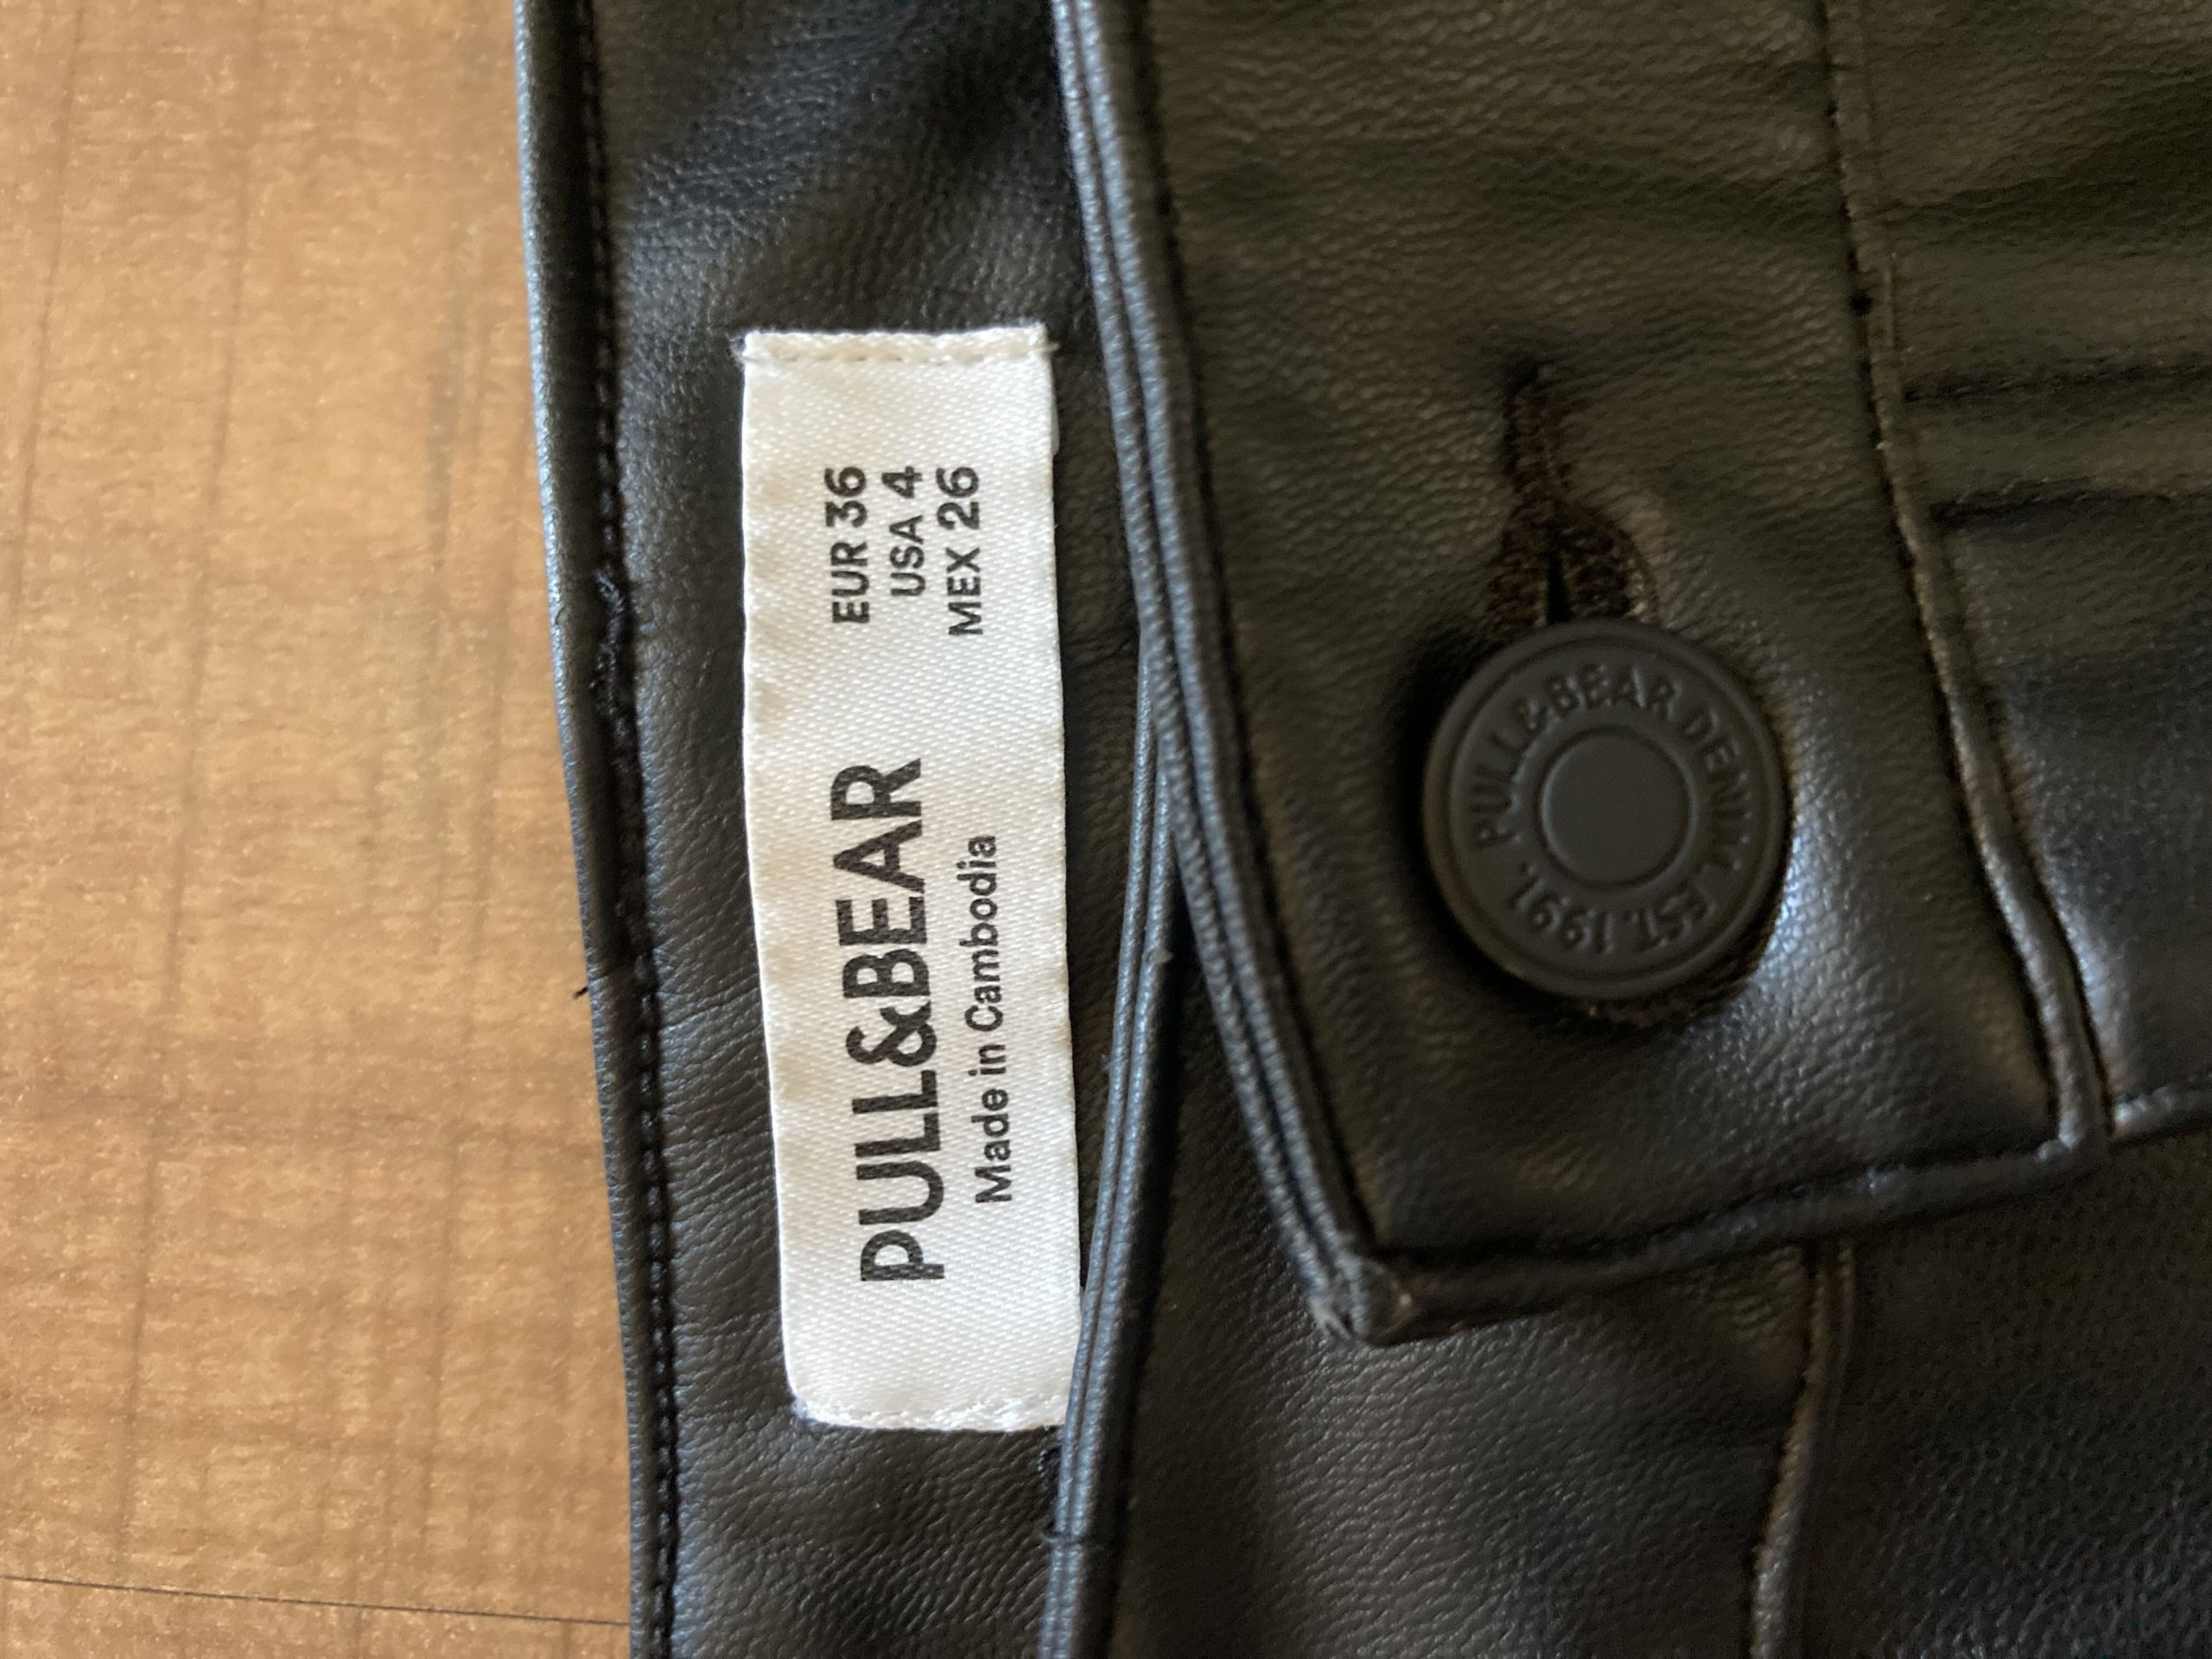 PULL&BEAR
Made in Cambodia
EUR 36
USA 4
MEX 26
PULL&BEAR DENIM. EST. 1991.